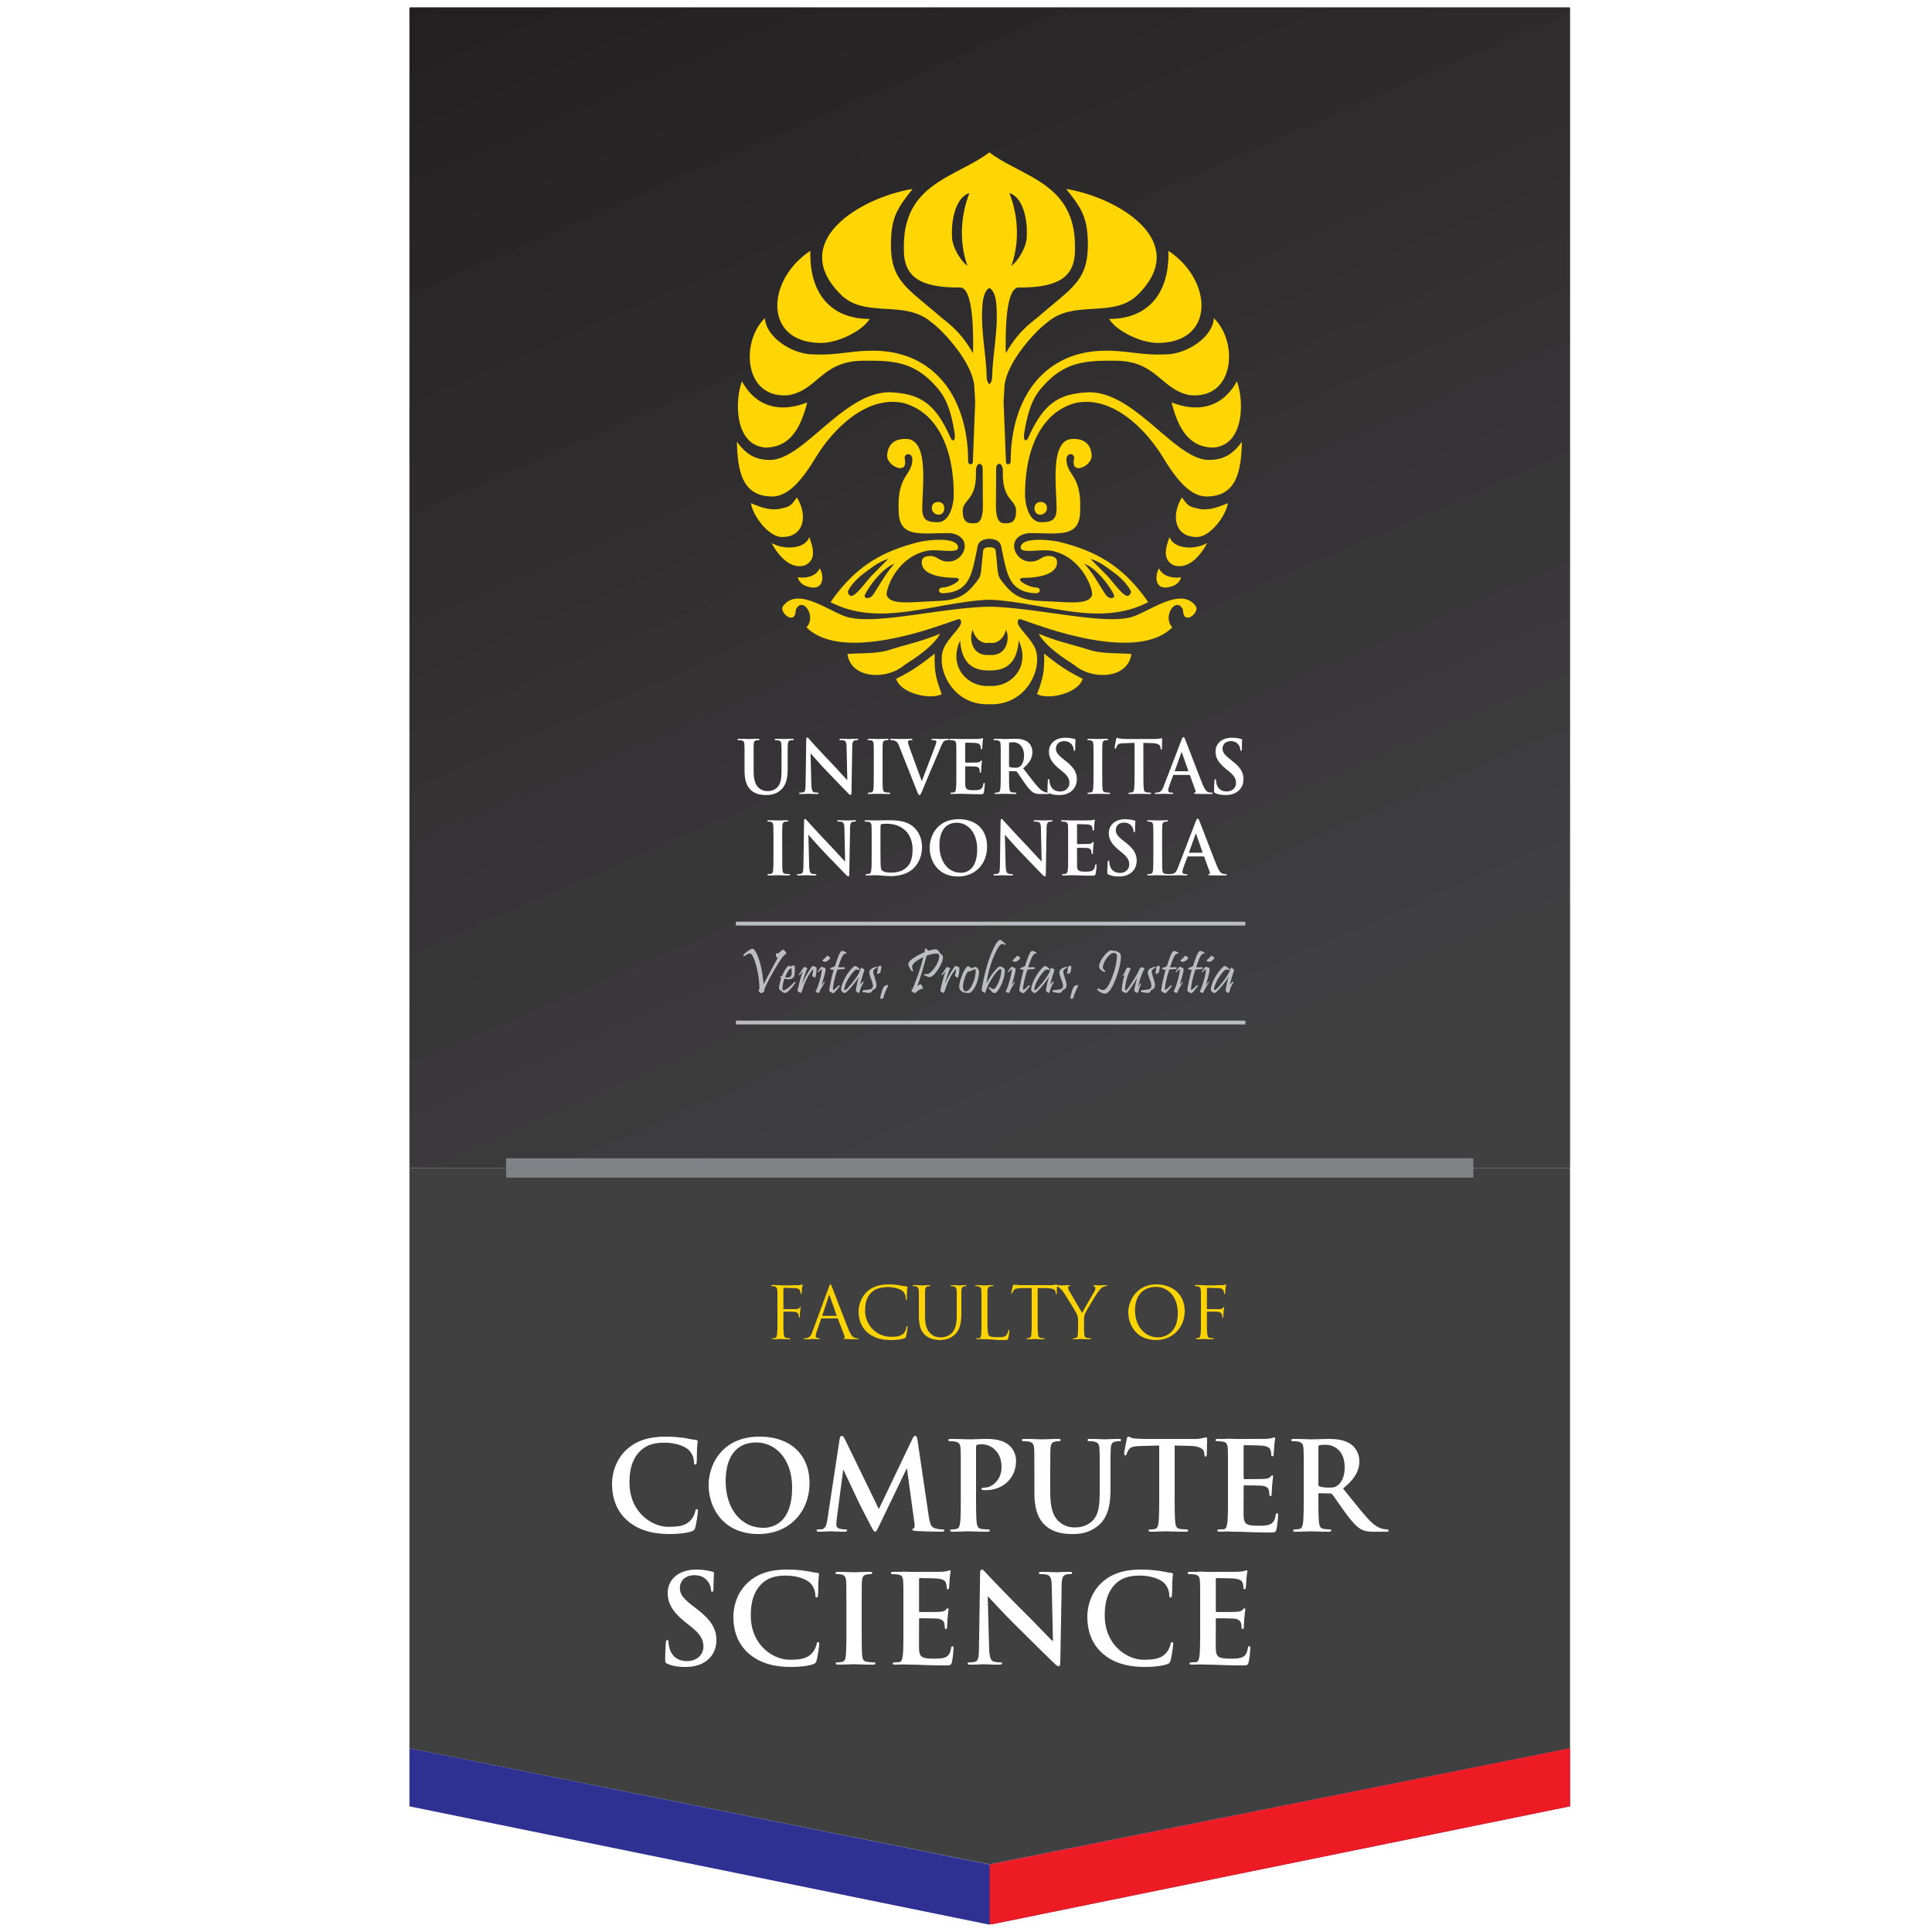 UNIVERSITAS
INDONESIA
Veritas, Probitas, Iustitia
FACULTY OF
COMPUTER
SCIENCE